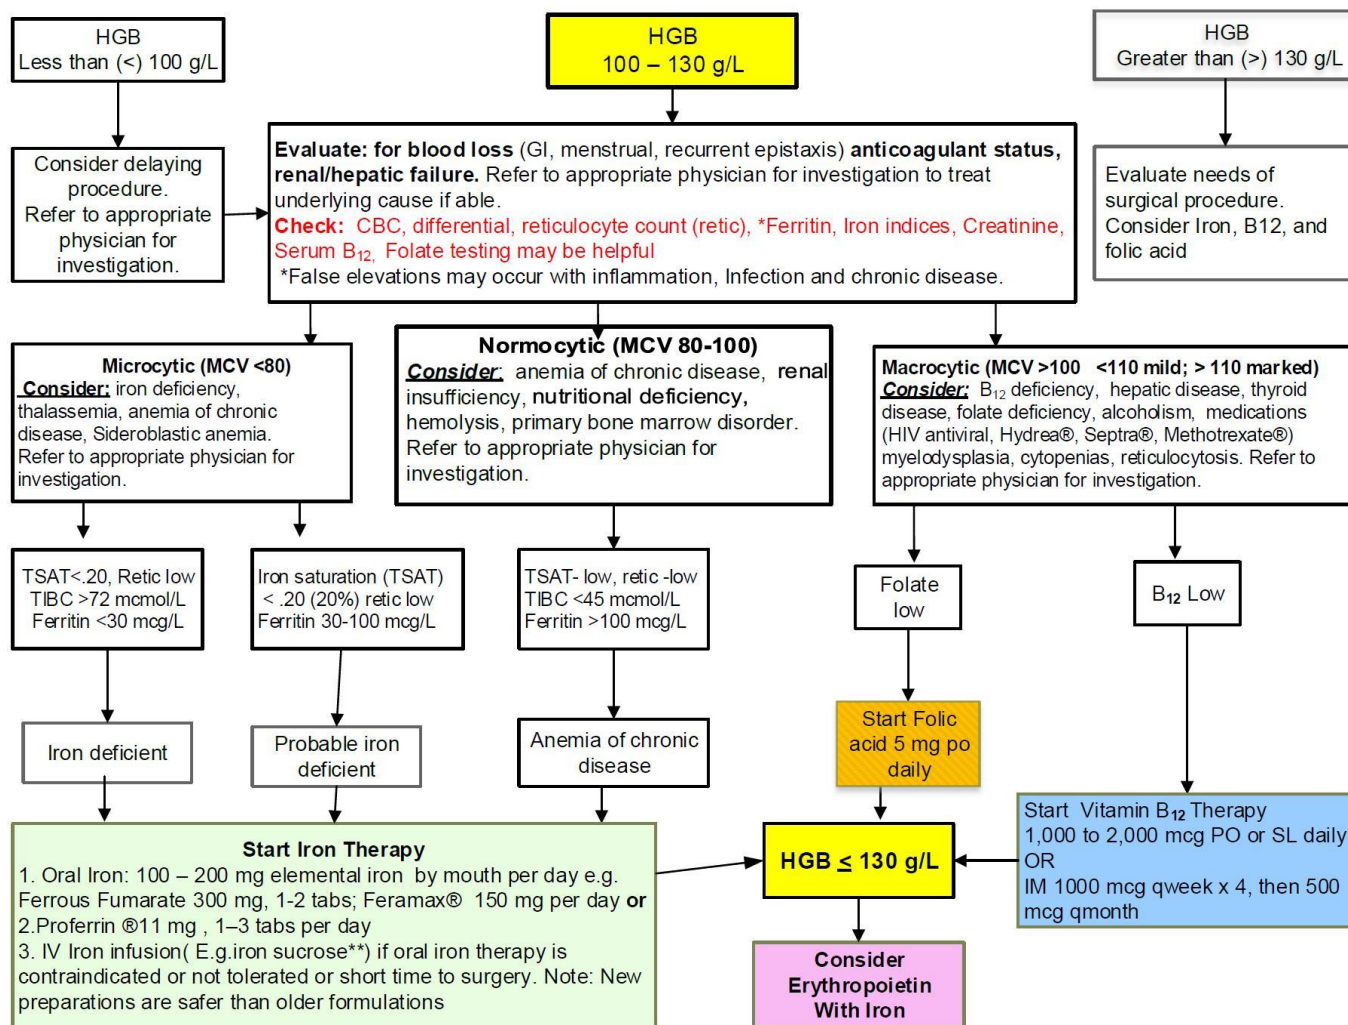 HGB
Less than (<) 100 g/L
HGB
100 – 130 g/L
HGB
Greater than (>) 130 g/L
Consider delaying
procedure.
Refer to appropriate
physician for
investigation.
Evaluate: for blood loss (GI, menstrual, recurrent epistaxis) anticoagulant status,
renal/hepatic failure. Refer to appropriate physician for investigation to treat
underlying cause if able.
Check: CBC, differential, reticulocyte count (retic), *Ferritin, Iron indices, Creatinine,
Serum B12, Folate testing may be helpful
*False elevations may occur with inflammation, Infection and chronic disease.
Evaluate needs of
surgical procedure.
Consider Iron, B12, and
folic acid
Microcytic (MCV <80)
Consider: iron deficiency,
thalassemia, anemia of chronic
disease, Sideroblastic anemia.
Refer to appropriate physician for
investigation.
Normocytic (MCV 80-100)
Consider: anemia of chronic disease, renal
insufficiency, nutritional deficiency,
hemolysis, primary bone marrow disorder.
Refer to appropriate physician for
investigation.
Macrocytic (MCV >100 <110 mild; > 110 marked)
Consider: B12 deficiency, hepatic disease, thyroid
disease, folate deficiency, alcoholism, medications
(HIV antiviral, Hydrea®, Septra®, Methotrexate®)
myelodysplasia, cytopenias, reticulocytosis. Refer to
appropriate physician for investigation.
TSAT<.20, Retic low
TIBC >72 mcmol/L
Ferritin <30 mcg/L
Iron saturation (TSAT)
< .20 (20%) retic low
Ferritin 30-100 mcg/L
TSAT- low, retic -low
TIBC <45 mcmol/L
Ferritin >100 mcg/L
Folate
low
B12 Low
Iron deficient
Probable iron
deficient
Anemia of chronic
disease
Start Folic
acid 5 mg po
daily
Start Iron Therapy
1. Oral Iron: 100 – 200 mg elemental iron by mouth per day e.g.
Ferrous Fumarate 300 mg, 1-2 tabs; Feramax® 150 mg per day or
2.Proferrin ®11 mg , 1–3 tabs per day
3. IV Iron infusion( E.g.iron sucrose**) if oral iron therapy is
contraindicated or not tolerated or short time to surgery. Note: New
preparations are safer than older formulations
HGB ≤ 130 g/L
Start Vitamin B12 Therapy
1,000 to 2,000 mcg PO or SL daily
OR
IM 1000 mcg qweek x 4, then 500
mcg qmonth
Consider
Erythropoietin
With Iron